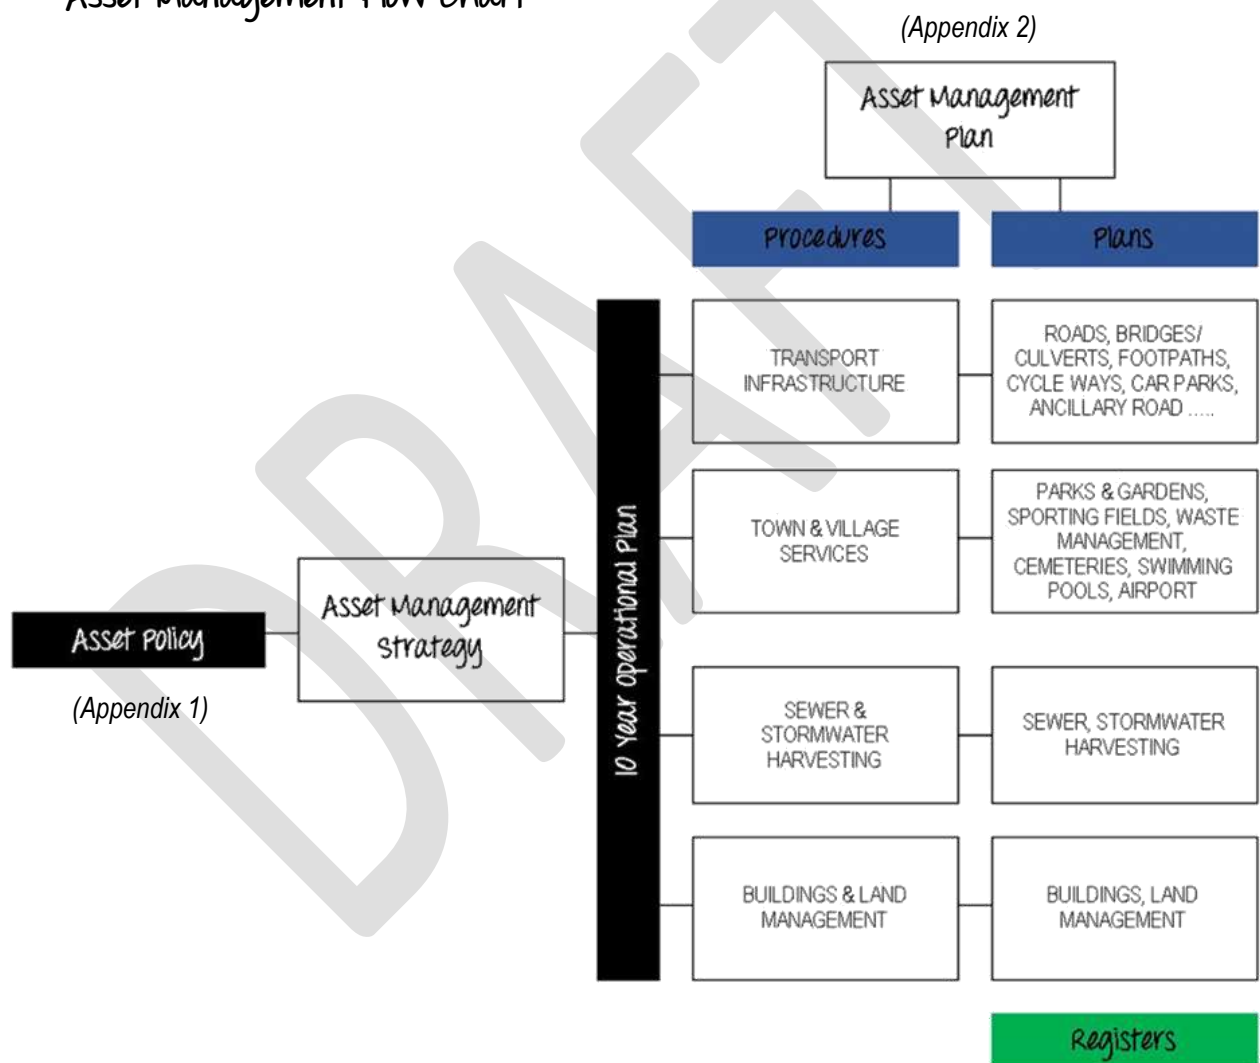 Asset Management Flow Chart
(Appendix 2)
Asset Management
Plan
Procedures
Plans
TRANSPORT
INFRASTRUCTURE
ROADS, BRIDGES/
CULVERTS, FOOTPATHS,
CYCLE WAYS, CAR PARKS,
ANCILLARY ROAD .....
TOWN & VILLAGE
SERVICES
PARKS & GARDENS,
SPORTING FIELDS, WASTE
MANAGEMENT,
CEMETERIES, SWIMMING
POOLS, AIRPORT
Asset Policy
(Appendix 1)
Asset Management
Strategy
10 Year Operational Plan
SEWER &
STORMWATER
HARVESTING
SEWER, STORMWATER
HARVESTING
BUILDINGS & LAND
MANAGEMENT
BUILDINGS, LAND
MANAGEMENT
Registers
DRAFT